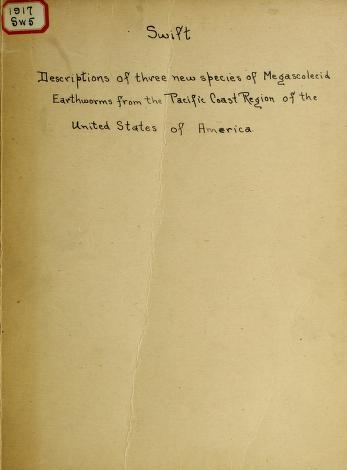 1917
Sw5
Swift
Descriptions of three new species of Megascolecid
Earthworms from the Pacific Coast Region of the
United States of America